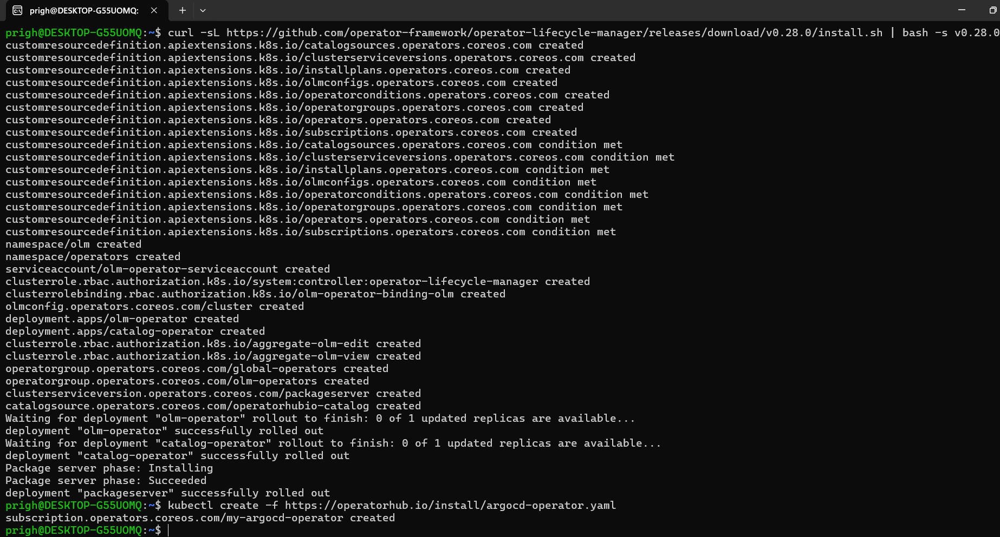 prigh@DESKTOP-G55UOMQ:
prigh@DESKTOP-G55UOMQ:~$ curl -sL https://github.com/operator-framework/operator-lifecycle-manager/releases/download/v0.28.0/install.sh | bash -s v0.28.0
customresourcedefinition.apiextensions.k8s.io/catalogsources.operators.coreos.com created
customresourcedefinition.apiextensions.k8s.io/clusterserviceversions.operators.coreos.com created
customresourcedefinition.apiextensions.k8s.io/installplans.operators.coreos.com created
customresourcedefinition.apiextensions.k8s.io/olmconfigs.operators.coreos.com created
customresourcedefinition.apiextensions.k8s.io/operatorconditions.operators.coreos.com created
customresourcedefinition.apiextensions.k8s.io/operatorgroups.operators.coreos.com created
customresourcedefinition.apiextensions.k8s.io/operators.operators.coreos.com created
customresourcedefinition.apiextensions.k8s.io/subscriptions.operators.coreos.com created
customresourcedefinition.apiextensions.k8s.io/catalogsources.operators.coreos.com condition met
customresourcedefinition.apiextensions.k8s.io/clusterserviceversions.operators.coreos.com condition met
customresourcedefinition.apiextensions.k8s.io/installplans.operators.coreos.com condition met
customresourcedefinition.apiextensions.k8s.io/olmconfigs.operators.coreos.com condition met
customresourcedefinition.apiextensions.k8s.io/operatorconditions.operators.coreos.com condition met
customresourcedefinition.apiextensions.k8s.io/operatorgroups.operators.coreos.com condition met
customresourcedefinition.apiextensions.k8s.io/operators.operators.coreos.com condition met
customresourcedefinition.apiextensions.k8s.io/subscriptions.operators.coreos.com condition met
namespace/olm created
namespace/operators created
serviceaccount/olm-operator-serviceaccount created
clusterrole.rbac.authorization.k8s.io/system:controller:operator-lifecycle-manager created
clusterrolebinding.rbac.authorization.k8s.io/olm-operator-binding-olm created
olmconfig.operators.coreos.com/cluster created
deployment.apps/olm-operator created
deployment.apps/catalog-operator created
clusterrole.rbac.authorization.k8s.io/aggregate-olm-edit created
clusterrole.rbac.authorization.k8s.io/aggregate-olm-view created
operatorgroup.operators.coreos.com/global-operators created
operatorgroup.operators.coreos.com/olm-operators created
clusterserviceversion.operators.coreos.com/packageserver created
catalogsource.operators.coreos.com/operatorhubio-catalog created
Waiting for deployment "olm-operator" rollout to finish: 0 of 1 updated replicas are available...
deployment "olm-operator" successfully rolled out
Waiting for deployment "catalog-operator" rollout to finish: 0 of 1 updated replicas are available...
deployment "catalog-operator" successfully rolled out
Package server phase: Installing
Package server phase: Succeeded
deployment "packageserver" successfully rolled out
prigh@DESKTOP-G55UOMQ:~$ kubectl create -f https://operatorhub.io/install/argocd-operator.yaml
subscription.operators.coreos.com/my-argocd-operator created
prigh@DESKTOP-G55UOMQ:~$